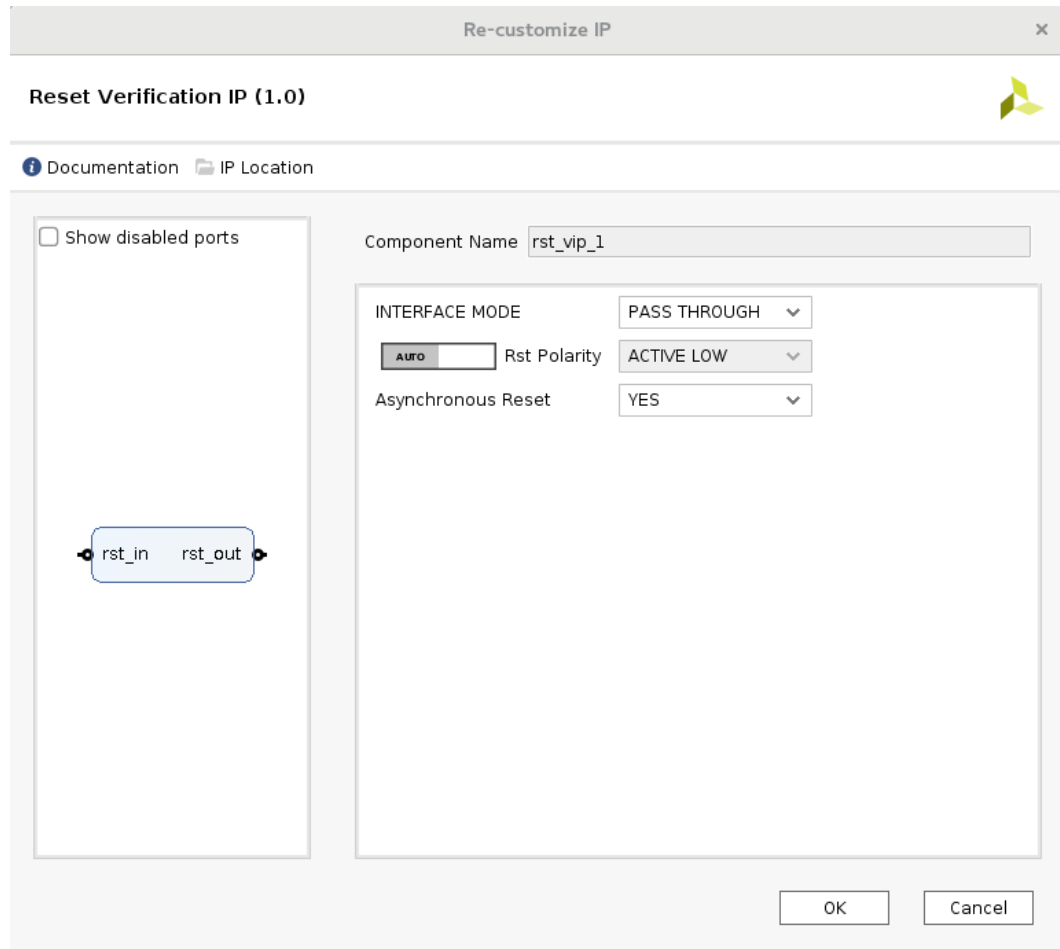 Re-customize IP
Reset Verification IP (1.0)
Documentation IP Location
Show disabled ports
rst_in rst_out
Component Name rst_vip_1
INTERFACE MODE PASS THROUGH
AUTO Rst Polarity ACTIVE LOW
Asynchronous Reset YES
OK Cancel